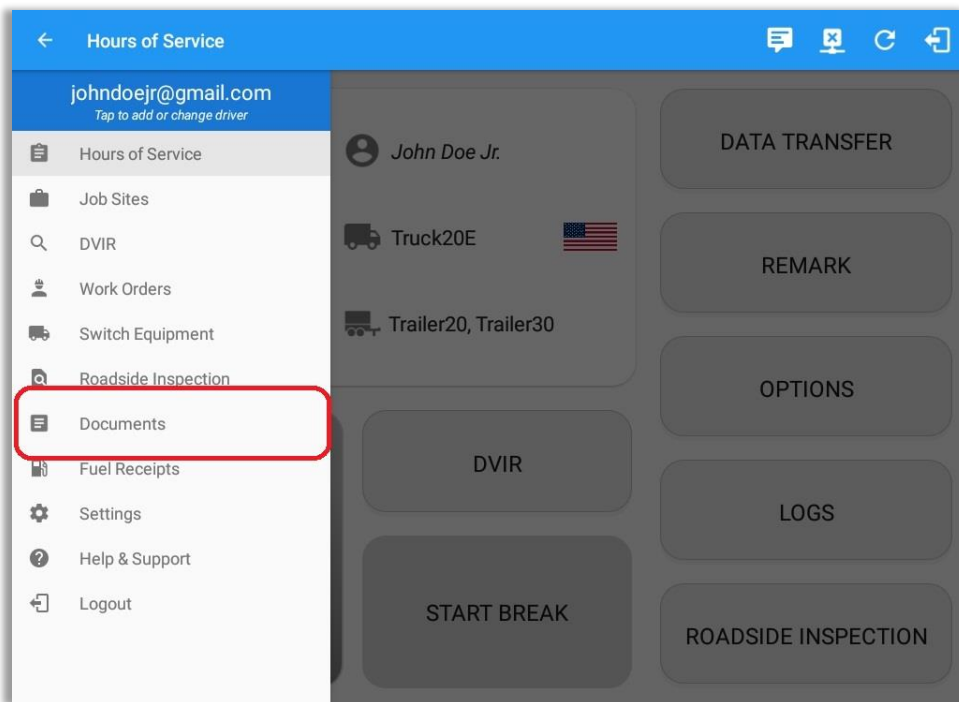 Hours of Service
johndoejr@gmail.com
Tap to add or change driver
Hours of Service
Job Sites
DVIR
Work Orders
Switch Equipment
Roadside Inspection
Documents
Fuel Receipts
Settings
Help & Support
Logout
John Doe Jr.
Truck20E
Trailer20, Trailer30
DVIR
START BREAK
DATA TRANSFER
REMARK
OPTIONS
LOGS
ROADSIDE INSPECTION